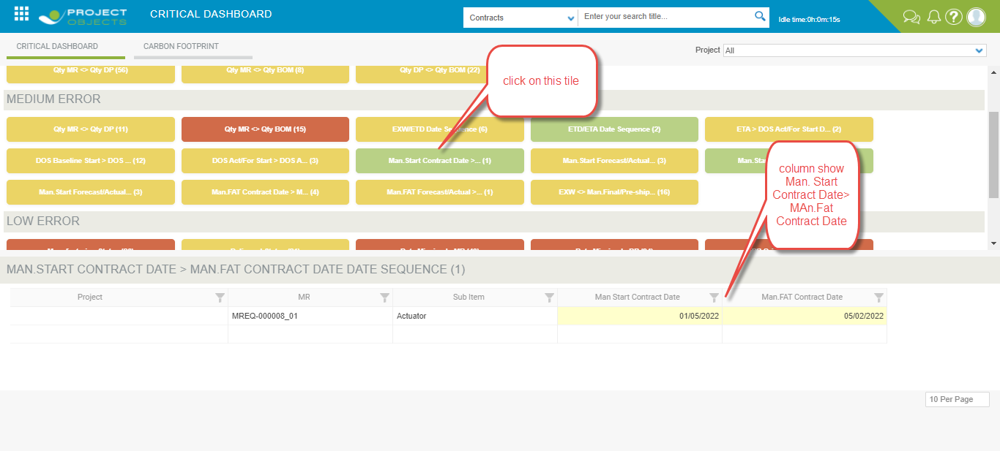 PROJECT OBJECTS
CRITICAL DASHBOARD
Contracts
Enter your search title...
Idle time:0h:0m:15s
?
CRITICAL DASHBOARD
CARBON FOOTPRINT
Project
All
click on this tile
Qty MR <> Qty DP (56)
Qty MR <> Qty BOM (8)
Qty DP <> Qty BOM (22)
MEDIUM ERROR
Qty MR <> Qty DP (11)
Qty MR <> Qty BOM (15)
EXW/ETD Date Sequence (6)
ETD/ETA Date Sequence (2)
ETA > DOS Act/For Start D... (2)
DOS Baseline Start > DOS ... (12)
DOS Act/For Start > DOS A... (3)
Man.Start Contract Date >... (1)
Man.Start Forecast/Actual... (3)
column show
Man. Start
Contract Date>
MAn.Fat
Contract Date
Man.Start Forecast/Actual... (3)
Man.FAT Contract Date > M... (4)
Man.FAT Forecast/Actual >... (1)
EXW <> Man.Final/Pre-ship... (16)
LOW ERROR
MAN.START CONTRACT DATE > MAN.FAT CONTRACT DATE DATE SEQUENCE (1)
Project
MR
Sub Item
Man Start Contract Date
Man.FAT Contract Date
MREQ-000008_01
Actuator
01/05/2022
05/02/2022
10 Per Page